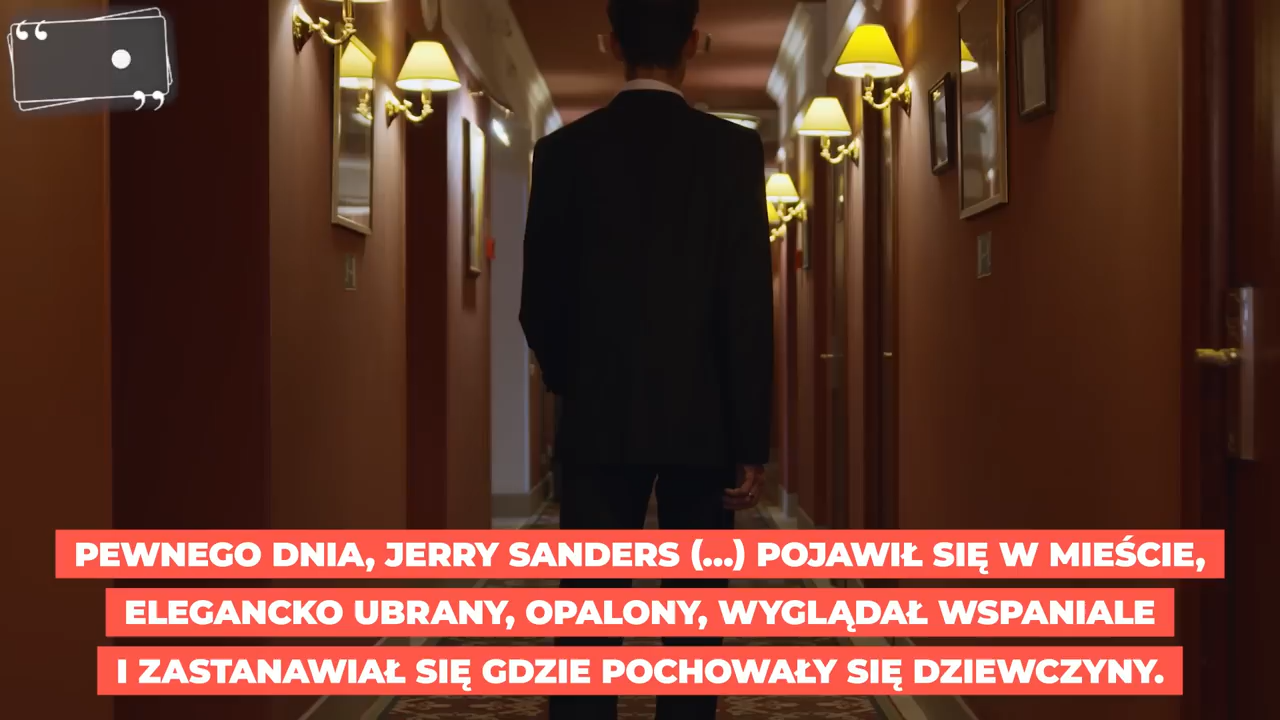 PEWNEGO DNIA, JERRY SANDERS (...) POJAWIŁ SIĘ W MIEŚCIE,
ELEGANCKO UBRANY, OPALONY, WYGLĄDAŁ WSPANIALE
I ZASTANAWIAŁ SIĘ GDZIE POCHOWAŁY SIĘ DZIEWCZYNY.